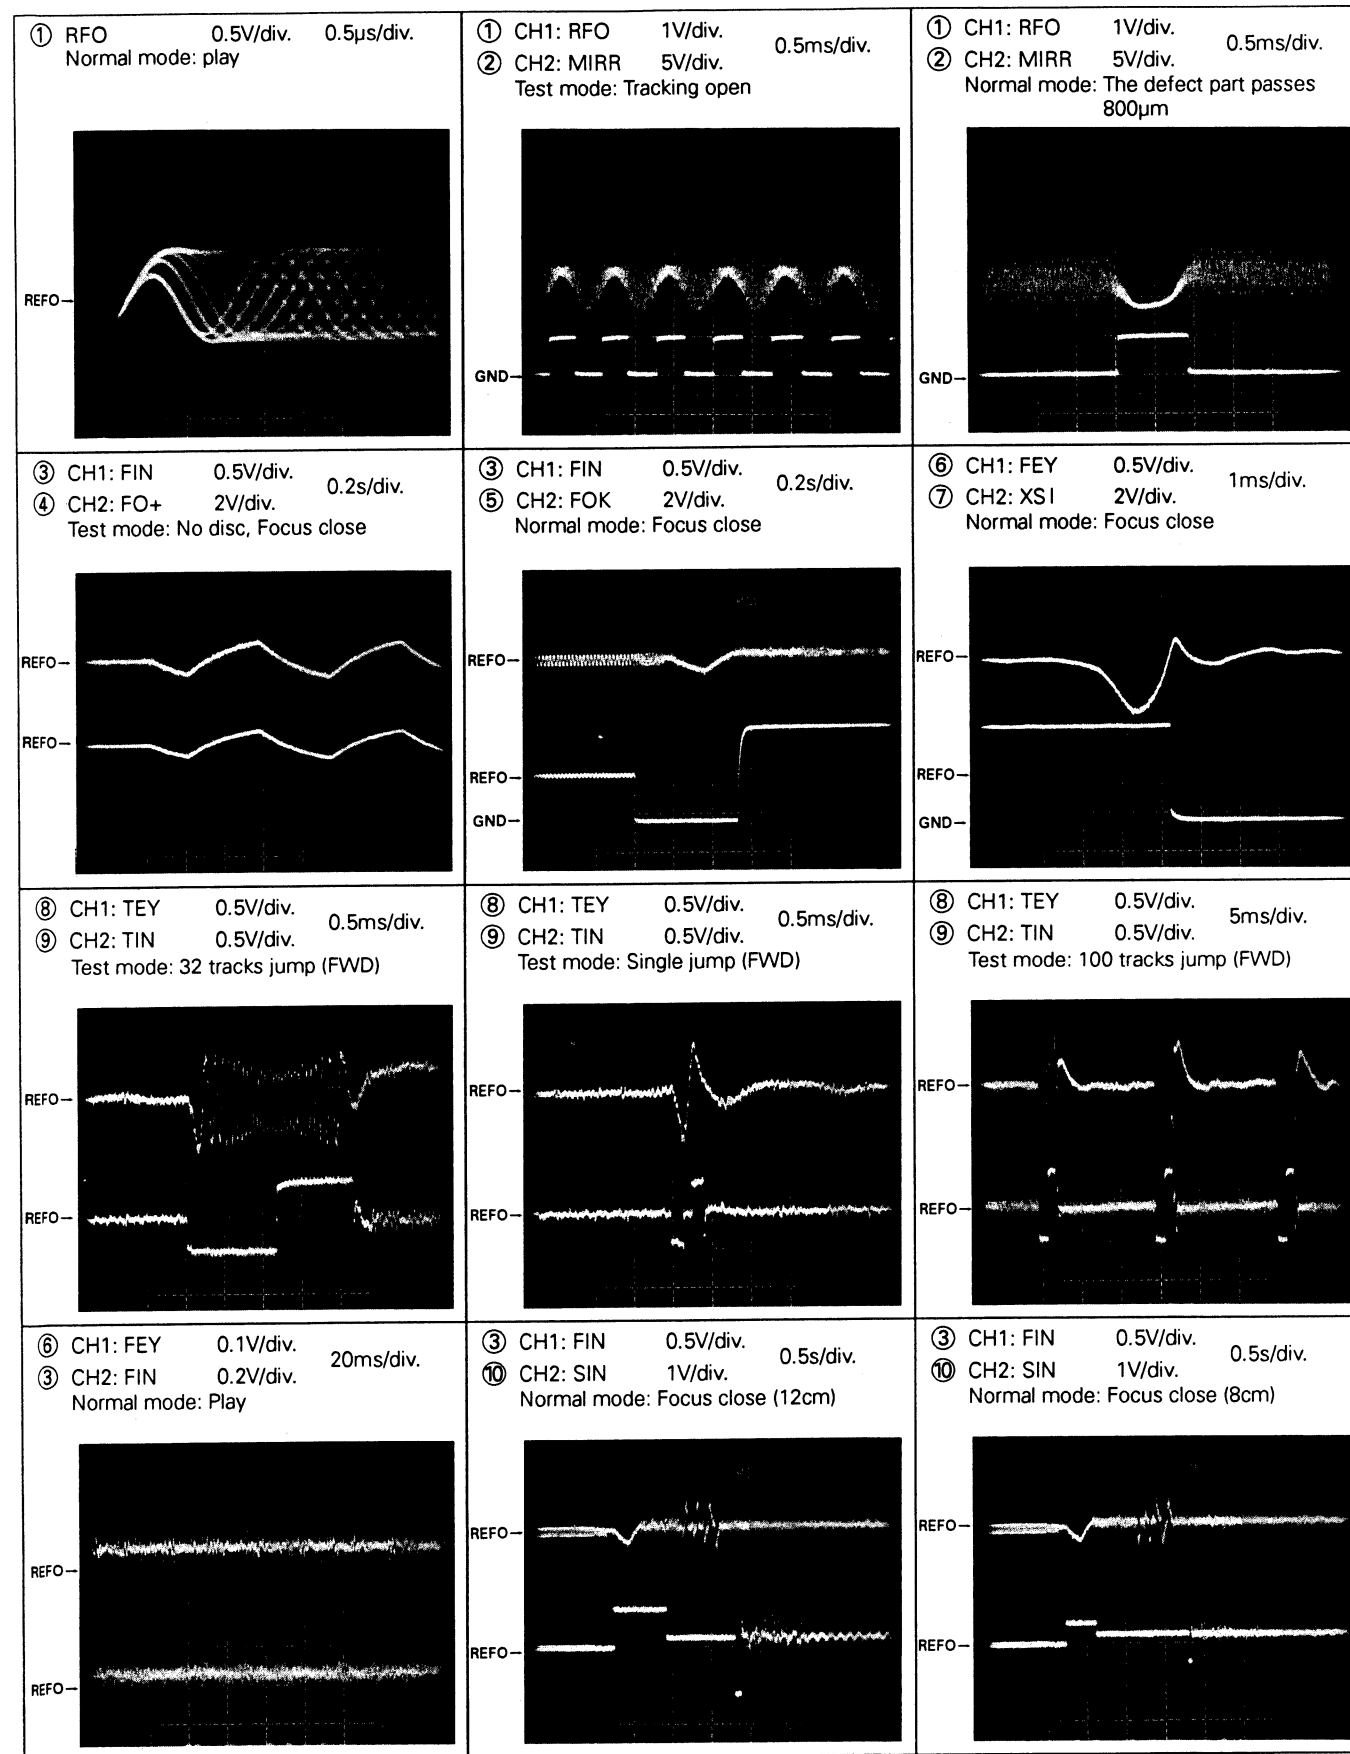 ① RFO 0.5V/div. 0.5µs/div.
Normal mode: play
REFO→
① CH1: RFO 1V/div. 0.5ms/div.
② CH2: MIRR 5V/div.
Test mode: Tracking open
GND→
① CH1: RFO 1V/div. 0.5ms/div.
② CH2: MIRR 5V/div.
Normal mode: The defect part passes
800µm
GND→
③ CH1: FIN 0.5V/div. 0.2s/div.
④ CH2: FO+ 2V/div.
Test mode: No disc, Focus close
REFO→
REFO→
③ CH1: FIN 0.5V/div. 0.2s/div.
⑤ CH2: FOK 2V/div.
Normal mode: Focus close
REFO→
REFO→
GND→
⑥ CH1: FEY 0.5V/div. 1ms/div.
⑦ CH2: XSI 2V/div.
Normal mode: Focus close
REFO→
REFO→
GND→
⑧ CH1: TEY 0.5V/div. 0.5ms/div.
⑨ CH2: TIN 0.5V/div.
Test mode: 32 tracks jump (FWD)
REFO→
REFO→
⑧ CH1: TEY 0.5V/div. 0.5ms/div.
⑨ CH2: TIN 0.5V/div.
Test mode: Single jump (FWD)
REFO→
REFO→
⑧ CH1: TEY 0.5V/div. 5ms/div.
⑨ CH2: TIN 0.5V/div.
Test mode: 100 tracks jump (FWD)
REFO→
REFO→
⑥ CH1: FEY 0.1V/div. 20ms/div.
③ CH2: FIN 0.2V/div.
Normal mode: Play
REFO→
REFO→
③ CH1: FIN 0.5V/div. 0.5s/div.
⑩ CH2: SIN 1V/div.
Normal mode: Focus close (12cm)
REFO→
REFO→
③ CH1: FIN 0.5V/div. 0.5s/div.
⑩ CH2: SIN 1V/div.
Normal mode: Focus close (8cm)
REFO→
REFO→